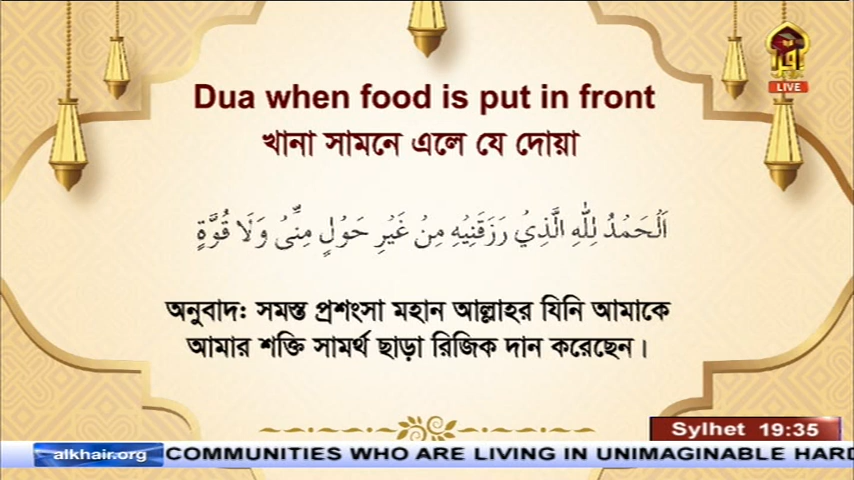 LIVE
Dua when food is put in front
খানা সামনে এলে যে দোয়া
اَلْحَمْدُ لِلّٰهِ الَّذِيْ رَزَقَنِيْهِ مِنْ غَيْرِ حَوْلٍ مِنِّيْ وَلَا قُوَّةٍ
অনুবাদ: সমস্ত প্রশংসা মহান আল্লাহর যিনি আমাকে
আমার শক্তি সামর্থ ছাড়া রিজিক দান করেছেন।
Sylhet 19:35
alkhair.org COMMUNITIES WHO ARE LIVING IN UNIMAGINABLE HARD